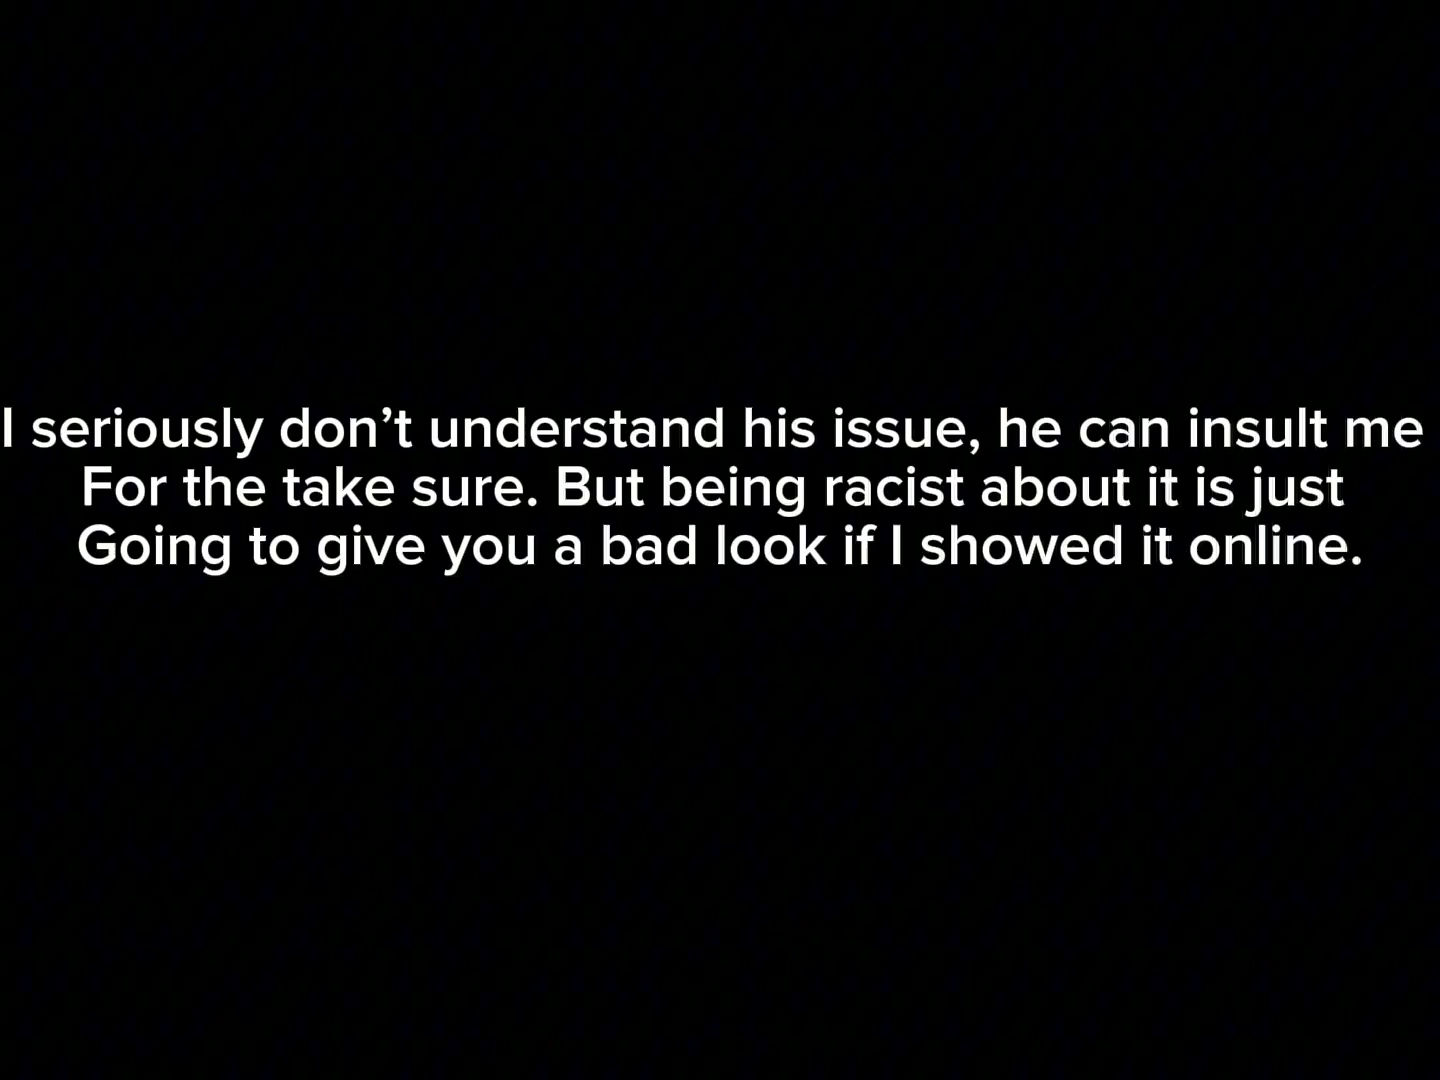 I seriously don’t understand his issue, he can insult me
For the take sure. But being racist about it is just
Going to give you a bad look if I showed it online.